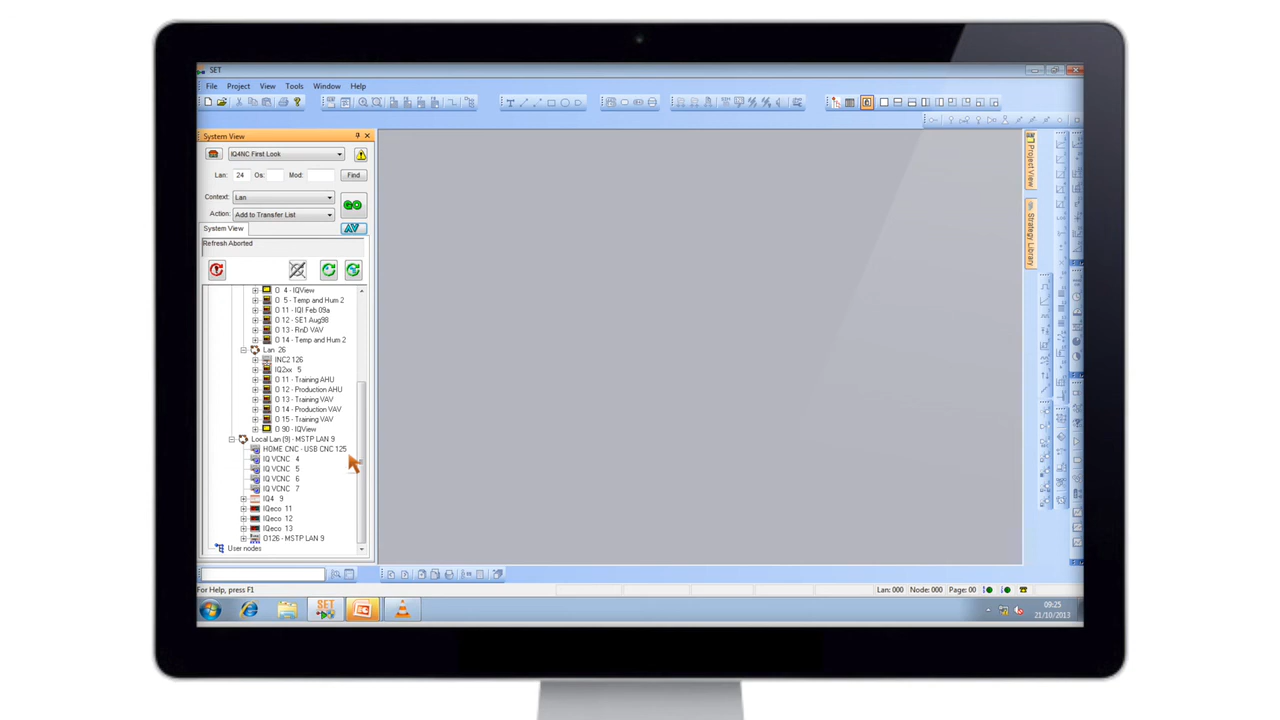 SET
File Project View Tools Window Help
System View
IQ4NC First Look
Lan: 24 Os: Mod: Find
Context: Lan
GO
Action: Add to Transfer List
System View AV
Refresh Aborted
O 4 - IQView
O 5 - Temp and Hum 2
O 11 - IQI Feb 09a
O 12 - SE1 Aug98
O 13 - RnD VAV
O 14 - Temp and Hum 2
Lan 26
INC2 126
IQ2xx 5
O 11 - Training AHU
O 12 - Production AHU
O 13 - Training VAV
O 14 - Production VAV
O 15 - Training VAV
O 90 - IQView
Local Lan (9) - MSTP LAN 9
HOME CNC - USB CNC 125
IQ VCNC 4
IQ VCNC 5
IQ VCNC 6
IQ VCNC 7
IQ4 9
IQeco 11
IQeco 12
IQeco 13
O126 - MSTP LAN 9
User nodes
Project View
Strategy Library
For Help, press F1
Lan: 000 Node: 000 Page: 00
SET
09:25
21/10/2013